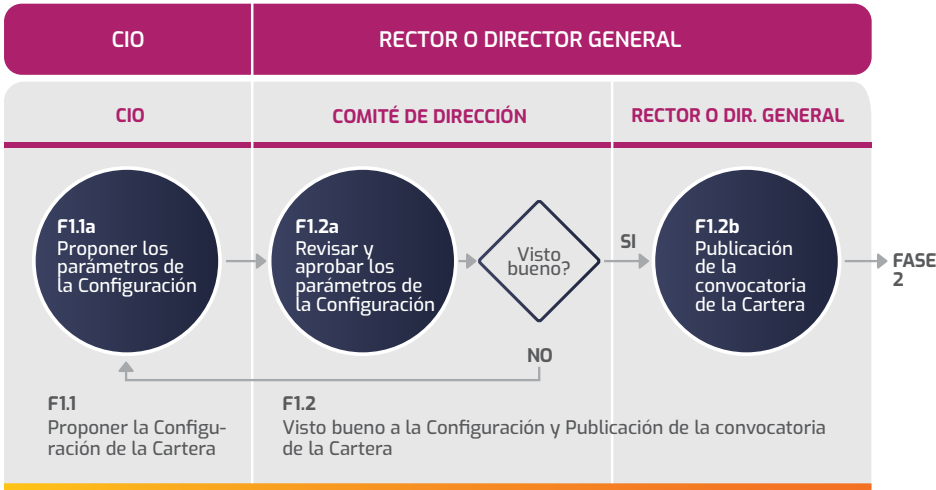 CIO
RECTOR O DIRECTOR GENERAL
CIO
COMITÉ DE DIRECCIÓN
RECTOR O DIR. GENERAL
F1.1a
Proponer los
parámetros de
la Configuración
F1.2a
Revisar y
aprobar los
parámetros de
la Configuración
Visto
bueno?
SI
F1.2b
Publicación
de la
convocatoria
de la Cartera
FASE
2
NO
F1.1
Proponer la Configu-
ración de la Cartera
F1.2
Visto bueno a la Configuración y Publicación de la convocatoria
de la Cartera